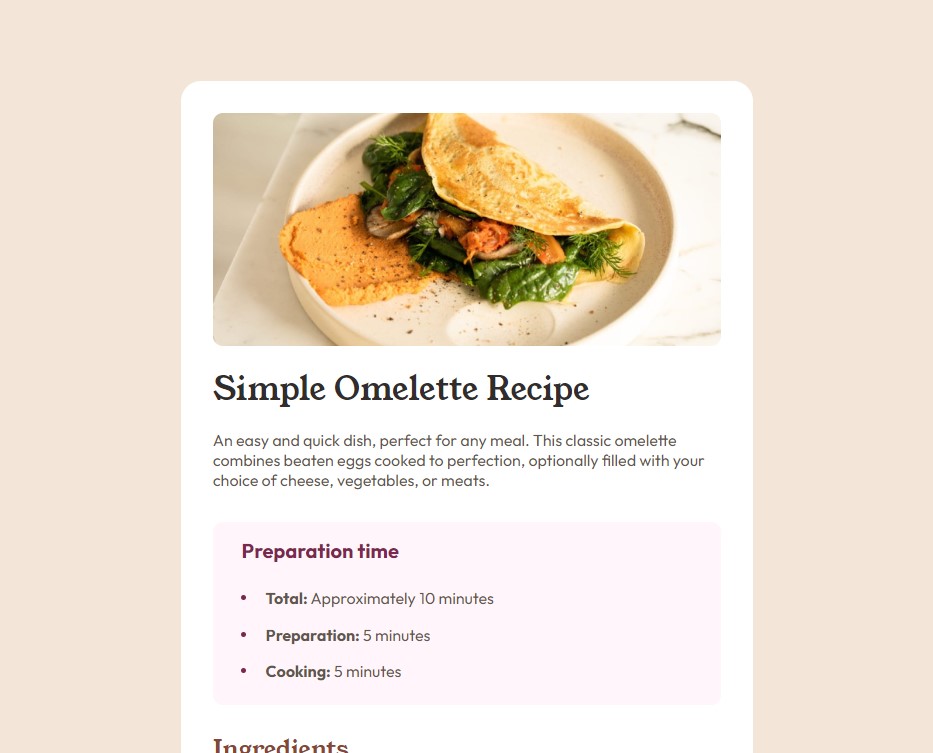 Simple Omelette Recipe
An easy and quick dish, perfect for any meal. This classic omelette
combines beaten eggs cooked to perfection, optionally filled with your
choice of cheese, vegetables, or meats.
Preparation time
Total: Approximately 10 minutes
Preparation: 5 minutes
Cooking: 5 minutes
Ingredients